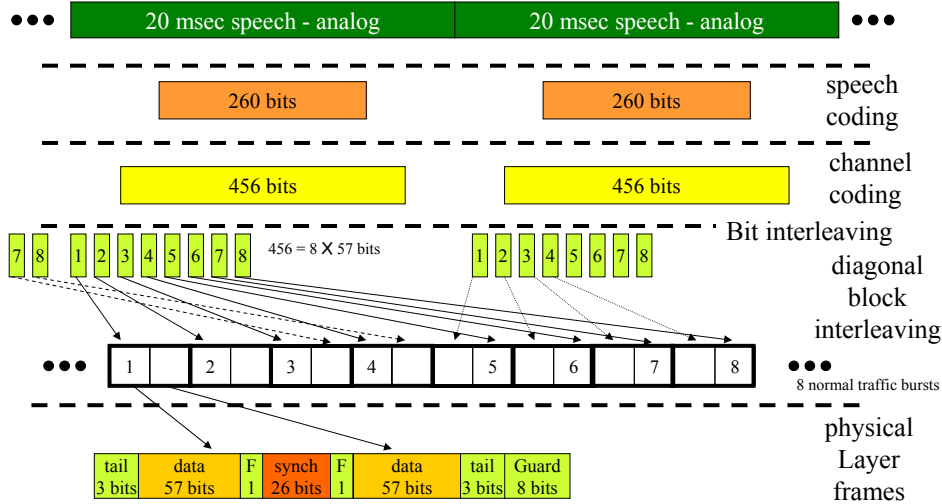 20 msec speech - analog 20 msec speech - analog
260 bits 260 bits
speech
coding
456 bits 456 bits
channel
coding
Bit interleaving
7 8 1 2 3 4 5 6 7 8 456 = 8 X 57 bits 1 2 3 4 5 6 7 8
diagonal
block
interleaving
1 2 3 4 5 6 7 8
8 normal traffic bursts
physical
Layer
frames
tail data F synch F data tail Guard
3 bits 57 bits 1 26 bits 1 57 bits 3 bits 8 bits